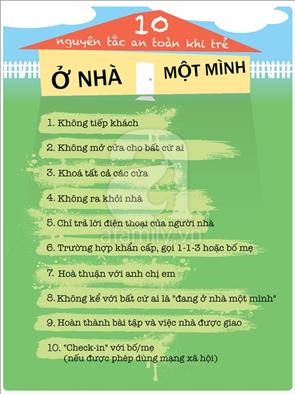 10
nguyên tắc an toàn khi trẻ
Ở NHÀ
MỘT MÌNH
1. Không tiếp khách
2. Không mở cửa cho bất cứ ai
3. Khoá tất cả các cửa
4. Không ra khỏi nhà
5. Chỉ trả lời điện thoại của người nhà
6. Trường hợp khẩn cấp, gọi 1-1-3 hoặc bố mẹ
7. Hoà thuận với anh chị em
8. Không kể với bất cứ ai là "đang ở nhà một mình"
9. Hoàn thành bài tập và việc nhà được giao
10. "Check-in" với bố/mẹ
(nếu được phép dùng mạng xã hội)
afamily.vn